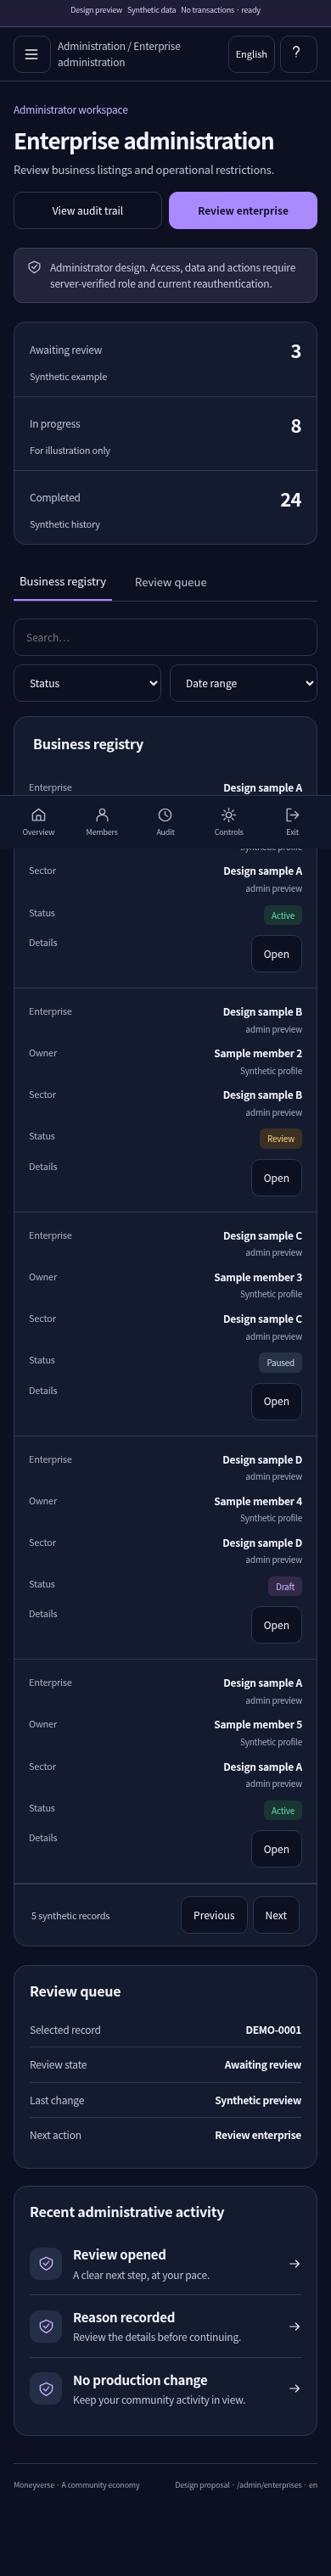 Design preview Synthetic data No transactions · ready
Administration / Enterprise
administration
English
?
Administrator workspace
Enterprise administration
Review business listings and operational restrictions.
View audit trail
Review enterprise
Administrator design. Access, data and actions require
server-verified role and current reauthentication.
Awaiting review
3
Synthetic example
In progress
8
For illustration only
Completed
24
Synthetic history
Business registry
Review queue
Search…
Status
Date range
Business registry
Enterprise
Design sample A
Overview
Members
Audit
Controls
Exit
Sector
Design sample A
admin preview
Status
Active
Details
Open
Enterprise
Design sample B
admin preview
Owner
Sample member 2
Synthetic profile
Sector
Design sample B
admin preview
Status
Review
Details
Open
Enterprise
Design sample C
admin preview
Owner
Sample member 3
Synthetic profile
Sector
Design sample C
admin preview
Status
Paused
Details
Open
Enterprise
Design sample D
admin preview
Owner
Sample member 4
Synthetic profile
Sector
Design sample D
admin preview
Status
Draft
Details
Open
Enterprise
Design sample A
admin preview
Owner
Sample member 5
Synthetic profile
Sector
Design sample A
admin preview
Status
Active
Details
Open
5 synthetic records
Previous
Next
Review queue
Selected record
DEMO-0001
Review state
Awaiting review
Last change
Synthetic preview
Next action
Review enterprise
Recent administrative activity
Review opened
A clear next step, at your pace.
Reason recorded
Review the details before continuing.
No production change
Keep your community activity in view.
Moneyverse · A community economy
Design proposal · /admin/enterprises · en